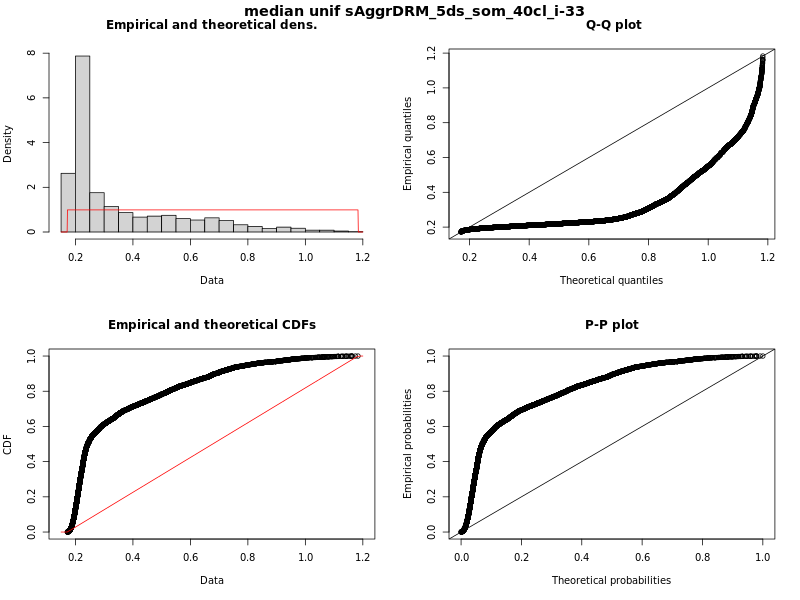 median unif sAggrDRM_5ds_som_40cl_i-33
Empirical and theoretical dens.
Density
0 2 4 6 8
0.2 0.4 0.6 0.8 1.0 1.2
Data
Q-Q plot
Empirical quantiles
0.2 0.4 0.6 0.8 1.0 1.2
0.2 0.4 0.6 0.8 1.0 1.2
Theoretical quantiles
Empirical and theoretical CDFs
CDF
0.0 0.2 0.4 0.6 0.8 1.0
0.2 0.4 0.6 0.8 1.0 1.2
Data
P-P plot
Empirical probabilities
0.0 0.2 0.4 0.6 0.8 1.0
0.0 0.2 0.4 0.6 0.8 1.0
Theoretical probabilities